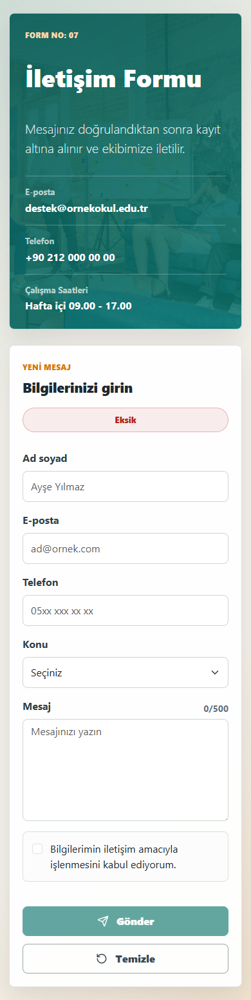 FORM NO: 07
İletişim Formu
Mesajınız doğrulandıktan sonra kayıt
altına alınır ve ekibimize iletilir.
E-posta
destek@ornekokul.edu.tr
Telefon
+90 212 000 00 00
Çalışma Saatleri
Hafta içi 09.00 - 17.00
YENİ MESAJ
Bilgilerinizi girin
Eksik
Ad soyad
Ayşe Yılmaz
E-posta
ad@ornek.com
Telefon
05xx xxx xx xx
Konu
Seçiniz
Mesaj
0/500
Mesajınızı yazın
Bilgilerimin iletişim amacıyla
işlenmesini kabul ediyorum.
Gönder
Temizle